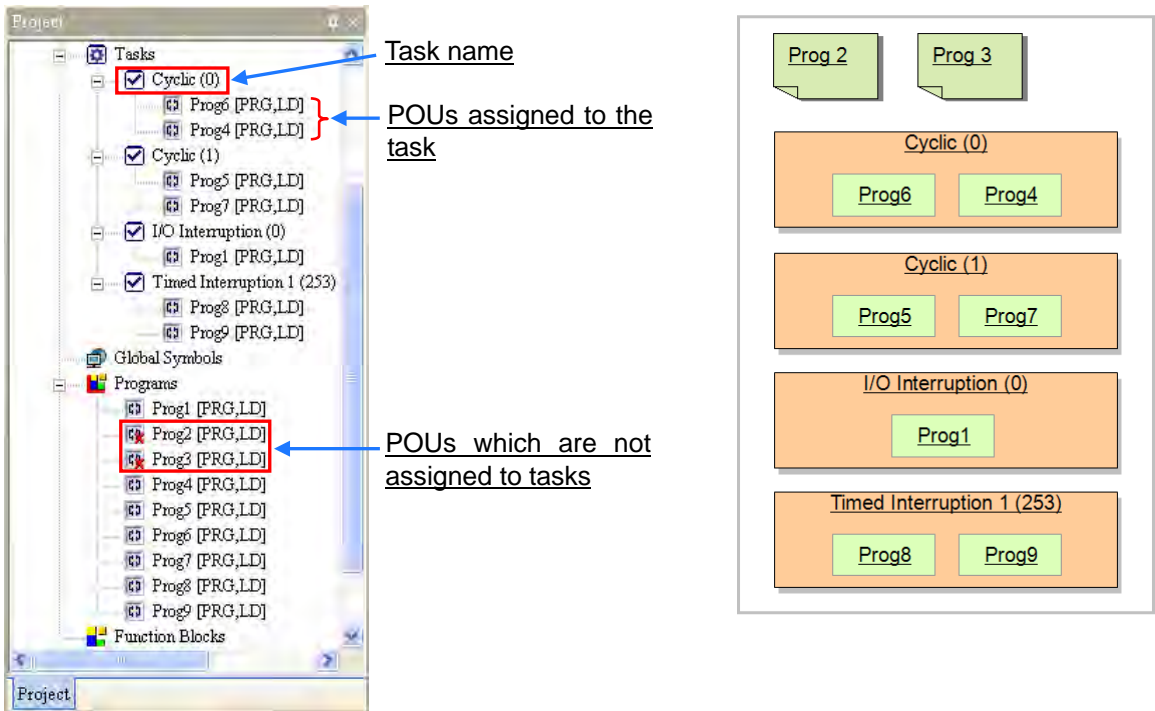 Project
Tasks
Cyclic (0)
Prog6 [PRG,LD]
Prog4 [PRG,LD]
Cyclic (1)
Prog5 [PRG,LD]
Prog7 [PRG,LD]
I/O Interruption (0)
Prog1 [PRG,LD]
Timed Interruption 1 (253)
Prog8 [PRG,LD]
Prog9 [PRG,LD]
Global Symbols
Programs
Prog1 [PRG,LD]
Prog2 [PRG,LD]
Prog3 [PRG,LD]
Prog4 [PRG,LD]
Prog5 [PRG,LD]
Prog6 [PRG,LD]
Prog7 [PRG,LD]
Prog8 [PRG,LD]
Prog9 [PRG,LD]
Function Blocks
Project
Task name
POUs assigned to the
task
POUs which are not
assigned to tasks
Prog 2
Prog 3
Cyclic (0)
Prog6
Prog4
Cyclic (1)
Prog5
Prog7
I/O Interruption (0)
Prog1
Timed Interruption 1 (253)
Prog8
Prog9